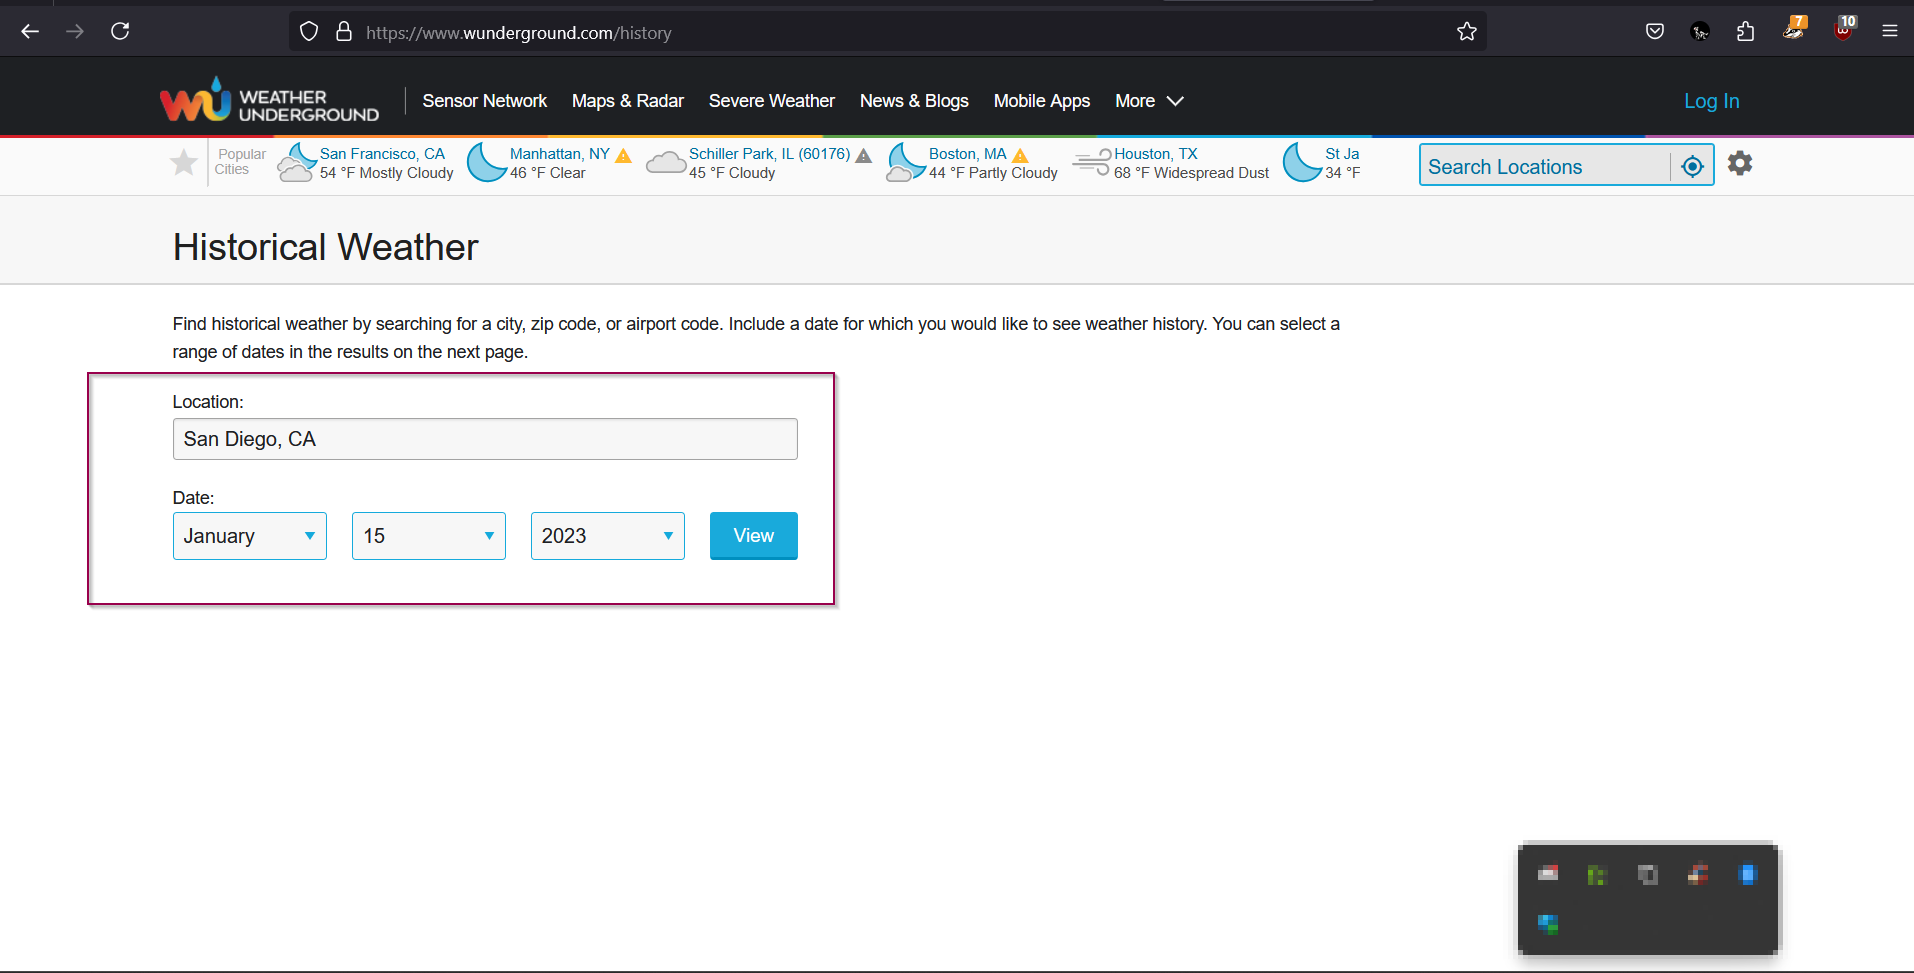 https://www.wunderground.com/history
7
10
WEATHER UNDERGROUND
Sensor Network
Maps & Radar
Severe Weather
News & Blogs
Mobile Apps
More
Log In
Popular Cities
San Francisco, CA
54 °F Mostly Cloudy
Manhattan, NY
46 °F Clear
Schiller Park, IL (60176)
45 °F Cloudy
Boston, MA
44 °F Partly Cloudy
Houston, TX
68 °F Widespread Dust
St Ja
34 °F
Search Locations
Historical Weather
Find historical weather by searching for a city, zip code, or airport code. Include a date for which you would like to see weather history. You can select a
range of dates in the results on the next page.
Location:
San Diego, CA
Date:
January
15
2023
View